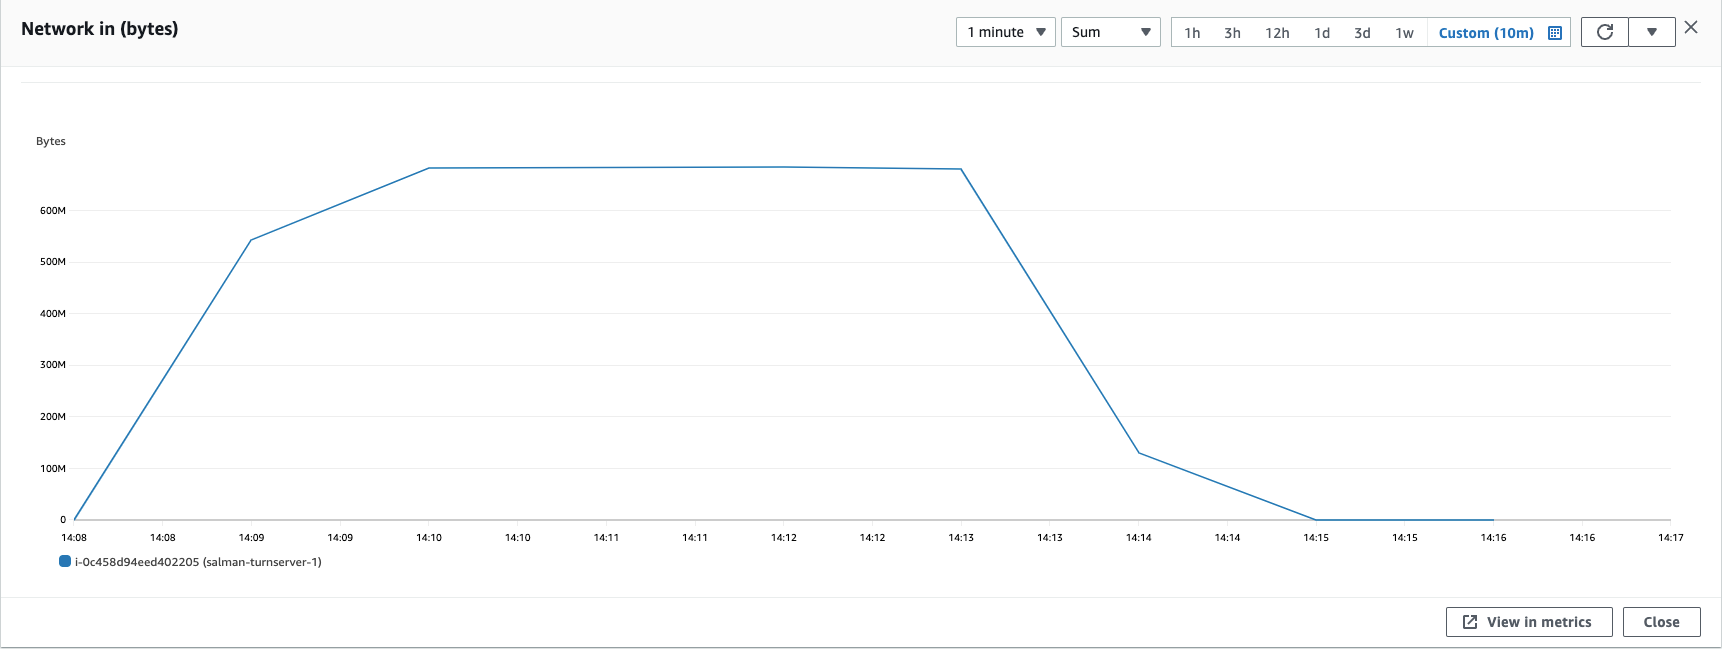 Network in (bytes)
1 minute Sum 1h 3h 12h 1d 3d 1w Custom (10m)
Bytes
600M
500M
400M
300M
200M
100M
0
14:08 14:08 14:09 14:09 14:10 14:10 14:11 14:11 14:12 14:12 14:13 14:13 14:14 14:14 14:15 14:15 14:16 14:16 14:17
i-0c458d94eed402205 (salman-turnserver-1)
View in metrics Close